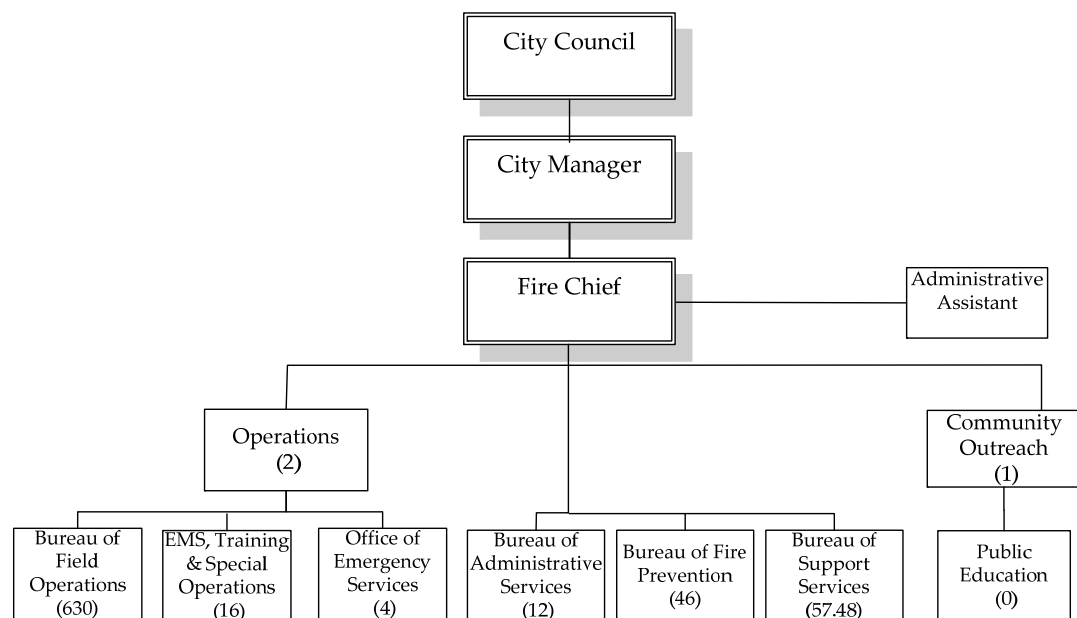 City Council
City Manager
Fire Chief
Administrative
Assistant
Operations
(2)
Community
Outreach
(1)
Bureau of
Field
Operations
(630)
EMS, Training
& Special
Operations
(16)
Office of
Emergency
Services
(4)
Bureau of
Administrative
Services
(12)
Bureau of Fire
Prevention
(46)
Bureau of
Support
Services
(57.48)
Public
Education
(0)